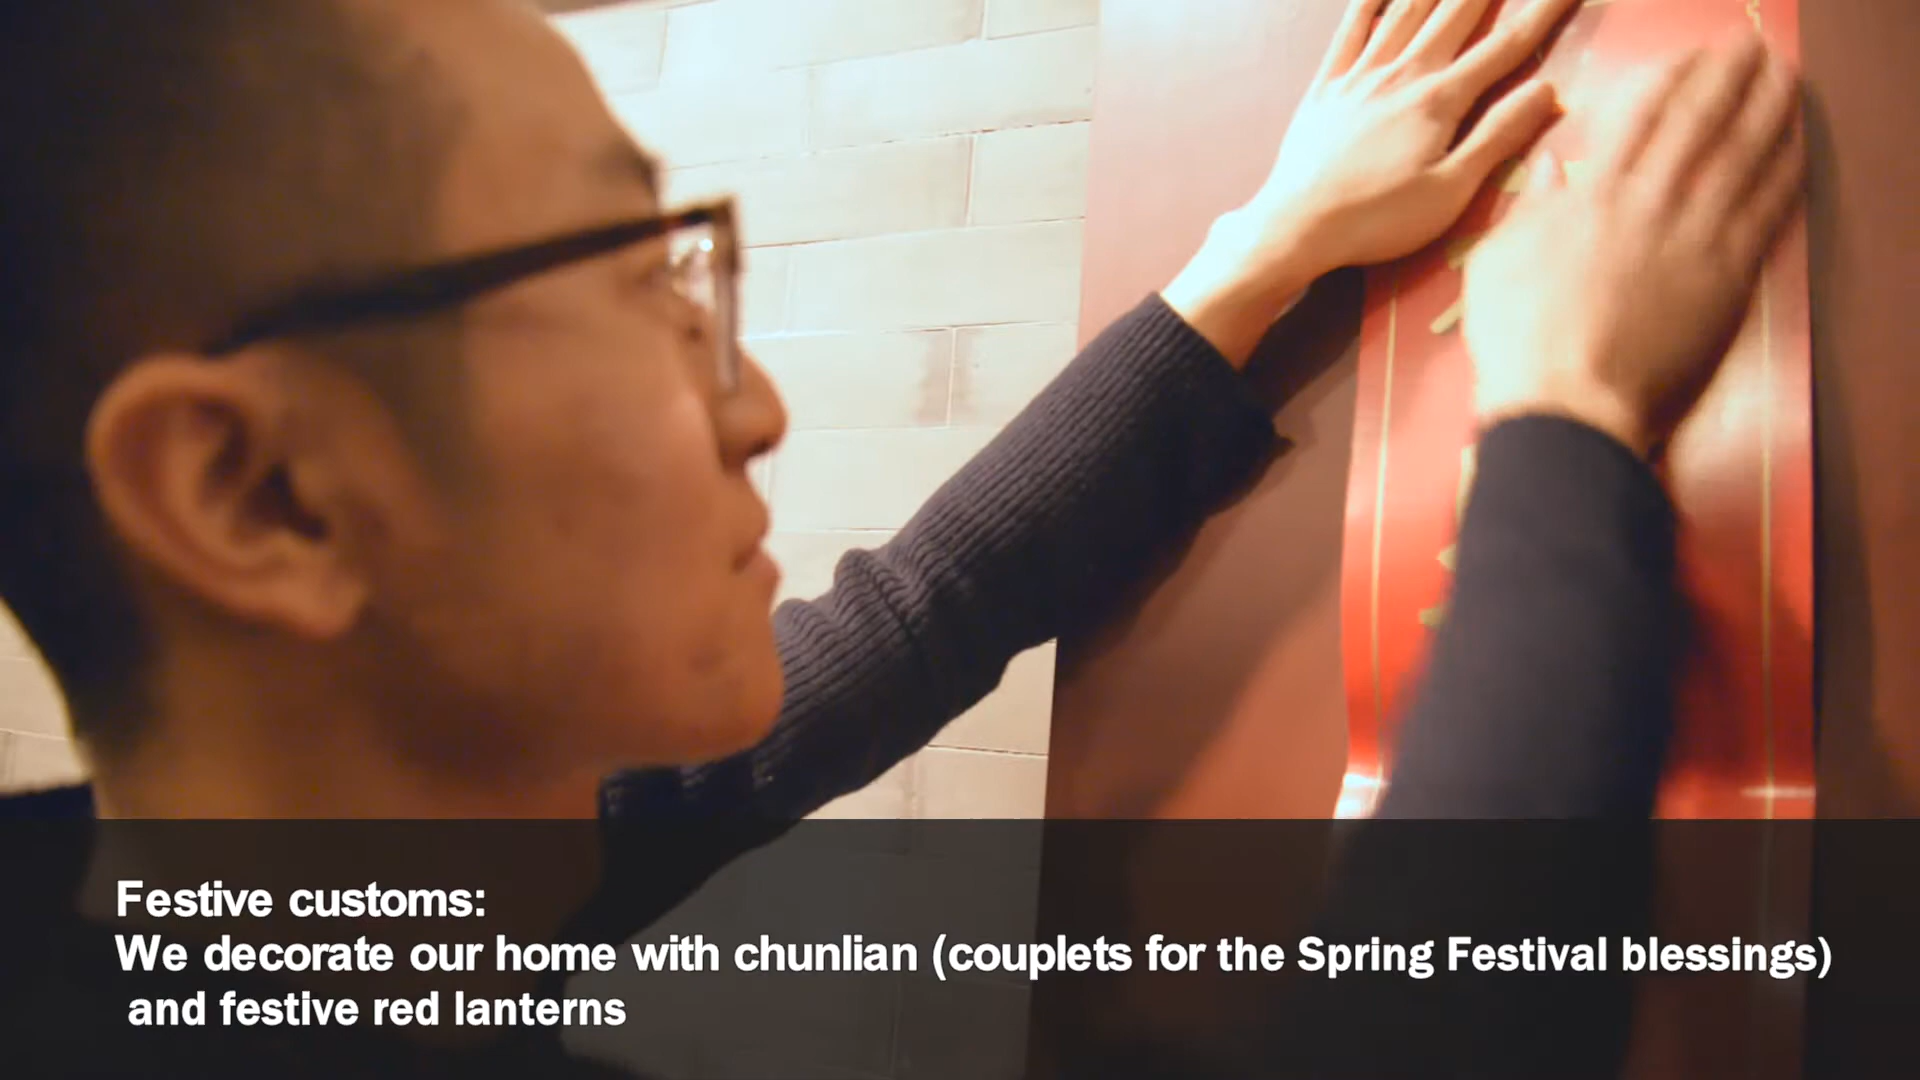 Festive customs:
We decorate our home with chunlian (couplets for the Spring Festival blessings)
and festive red lanterns